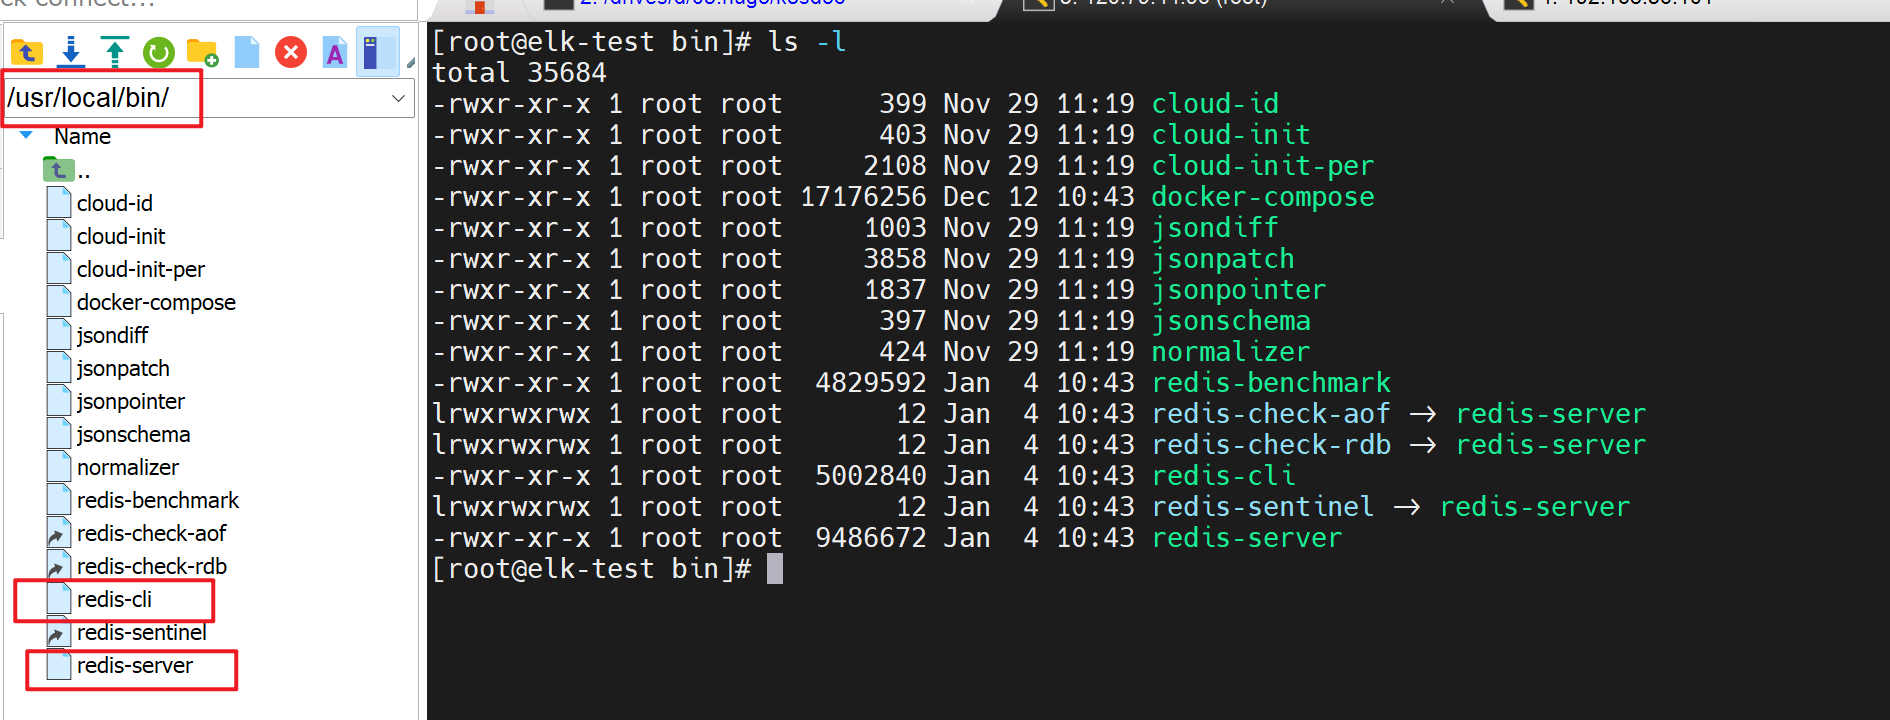 /usr/local/bin/
Name
..
cloud-id
cloud-init
cloud-init-per
docker-compose
jsondiff
jsonpatch
jsonpointer
jsonschema
normalizer
redis-benchmark
redis-check-aof
redis-check-rdb
redis-cli
redis-sentinel
redis-server
[root@elk-test bin]# ls -l
total 35684
-rwxr-xr-x 1 root root      399 Nov 29 11:19 cloud-id
-rwxr-xr-x 1 root root      403 Nov 29 11:19 cloud-init
-rwxr-xr-x 1 root root     2108 Nov 29 11:19 cloud-init-per
-rwxr-xr-x 1 root root 17176256 Dec 12 10:43 docker-compose
-rwxr-xr-x 1 root root     1003 Nov 29 11:19 jsondiff
-rwxr-xr-x 1 root root     3858 Nov 29 11:19 jsonpatch
-rwxr-xr-x 1 root root     1837 Nov 29 11:19 jsonpointer
-rwxr-xr-x 1 root root      397 Nov 29 11:19 jsonschema
-rwxr-xr-x 1 root root      424 Nov 29 11:19 normalizer
-rwxr-xr-x 1 root root  4829592 Jan  4 10:43 redis-benchmark
lrwxrwxrwx 1 root root       12 Jan  4 10:43 redis-check-aof -> redis-server
lrwxrwxrwx 1 root root       12 Jan  4 10:43 redis-check-rdb -> redis-server
-rwxr-xr-x 1 root root  5002840 Jan  4 10:43 redis-cli
lrwxrwxrwx 1 root root       12 Jan  4 10:43 redis-sentinel -> redis-server
-rwxr-xr-x 1 root root  9486672 Jan  4 10:43 redis-server
[root@elk-test bin]#